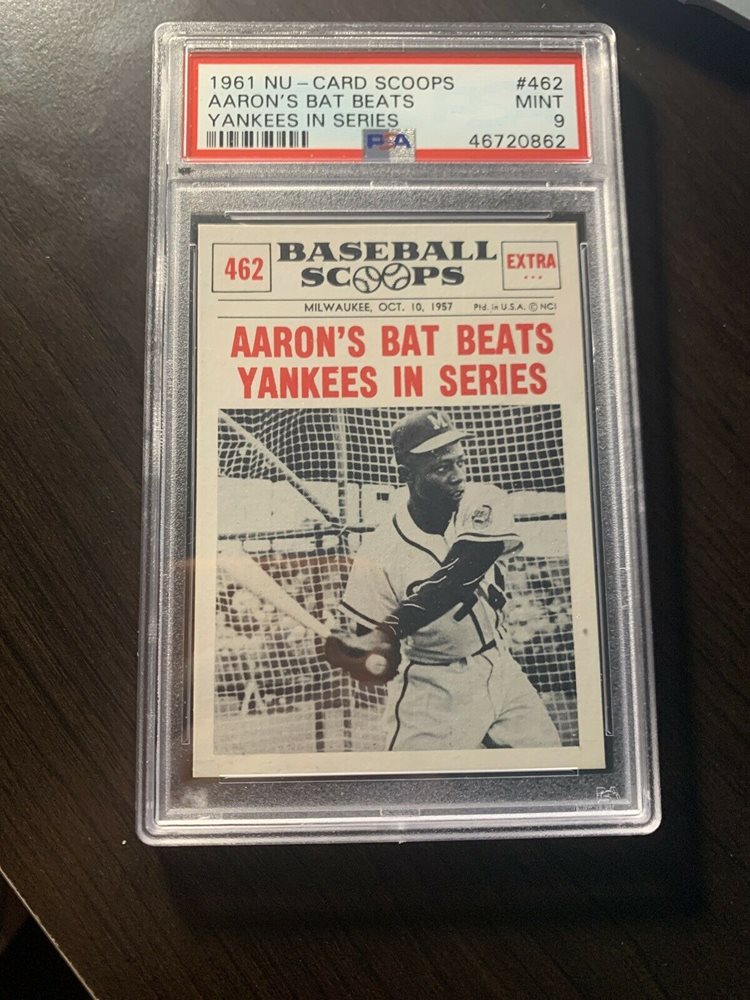 1961 NU-CARD SCOOPS #462
AARON'S BAT BEATS MINT
YANKEES IN SERIES 9
PSA 46720862
462 BASEBALL SCOOPS EXTRA ...
MILWAUKEE, OCT. 10, 1957 Ptd. in U.S.A. © NCI
AARON'S BAT BEATS
YANKEES IN SERIES
M